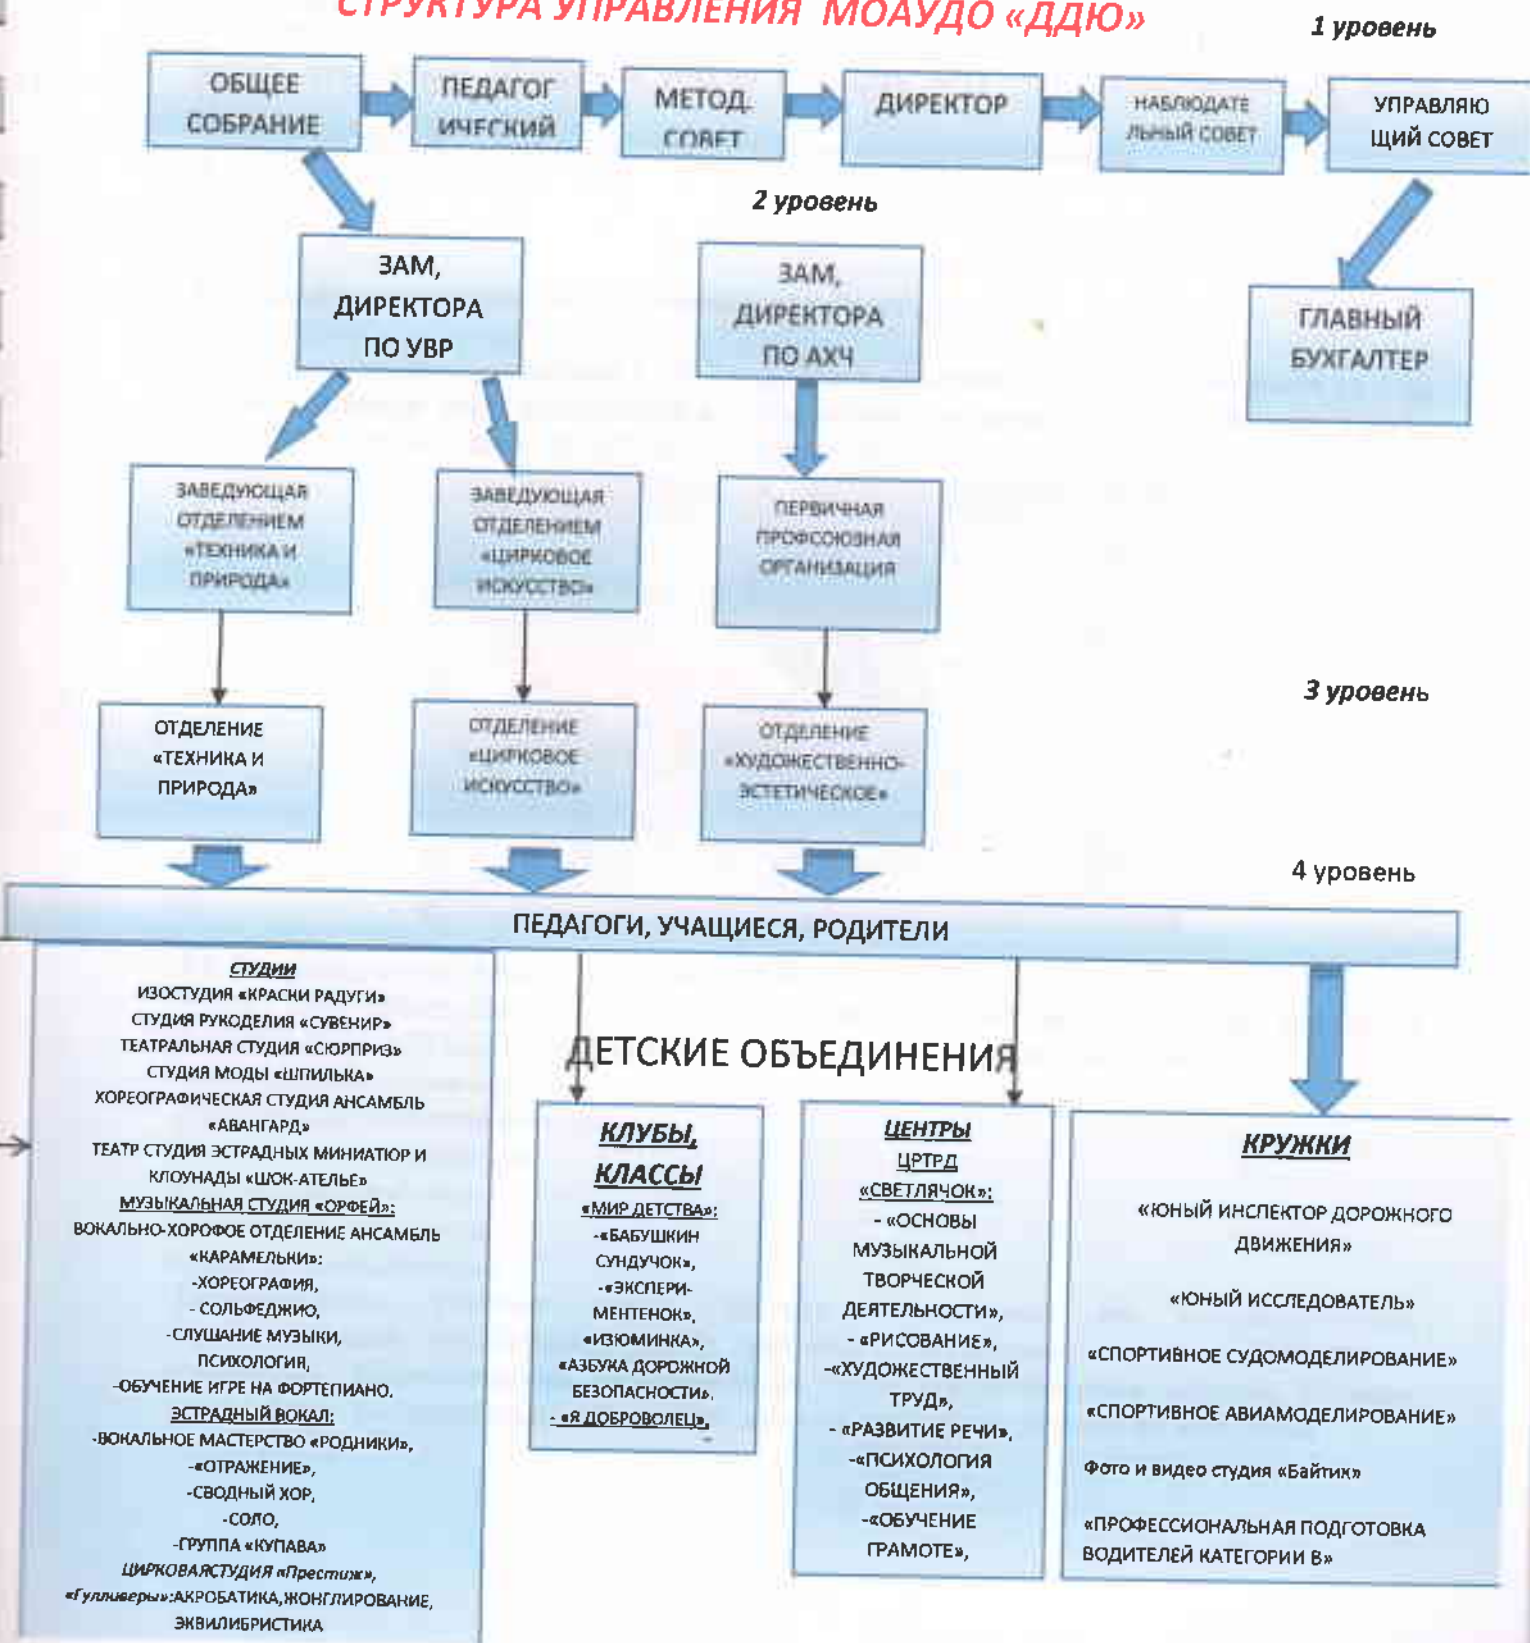 СТРУКТУРА УПРАВЛЕНИЯ МОАУДО «ДДЮ»
1 уровень
ОБЩЕЕ
СОБРАНИЕ
ПЕДАГОГ
ИЧЕСКИЙ
МЕТОД.
СОВЕТ
ДИРЕКТОР
НАБЛЮДАТЕ
ЛЬНЫЙ СОВЕТ
УПРАВЛЯЮ
ЩИЙ СОВЕТ
2 уровень
ЗАМ,
ДИРЕКТОРА
ПО УВР
ЗАМ,
ДИРЕКТОРА
ПО АХЧ
ГЛАВНЫЙ
БУХГАЛТЕР
ЗАВЕДУЮЩАЯ
ОТДЕЛЕНИЕМ
«ТЕХНИКА И
ПРИРОДА»
ЗАВЕДУЮЩАЯ
ОТДЕЛЕНИЕМ
«ЦИРКОВОЕ
ИСКУССТВО»
ПЕРВИЧНАЯ
ПРОФСОЮЗНАЯ
ОРГАНИЗАЦИЯ
3 уровень
ОТДЕЛЕНИЕ
«ТЕХНИКА И
ПРИРОДА»
ОТДЕЛЕНИЕ
«ЦИРКОВОЕ
ИСКУССТВО»
ОТДЕЛЕНИЕ
«ХУДОЖЕСТВЕННО-
ЭСТЕТИЧЕСКОЕ»
4 уровень
ПЕДАГОГИ, УЧАЩИЕСЯ, РОДИТЕЛИ
СТУДИИ
ИЗОСТУДИЯ «КРАСКИ РАДУГИ»
СТУДИЯ РУКОДЕЛИЯ «СУВЕНИР»
ТЕАТРАЛЬНАЯ СТУДИЯ «СЮРПРИЗ»
СТУДИЯ МОДЫ «ШПИЛЬКА»
ХОРЕОГРАФИЧЕСКАЯ СТУДИЯ АНСАМБЛЬ
«АВАНГАРД»
ТЕАТР СТУДИЯ ЭСТРАДНЫХ МИНИАТЮР И
КЛОУНАДЫ «ШОК-АТЕЛЬЕ»
МУЗЫКАЛЬНАЯ СТУДИЯ «ОРФЕЙ»:
ВОКАЛЬНО-ХОРОФОЕ ОТДЕЛЕНИЕ АНСАМБЛЬ
«КАРАМЕЛЬКИ»:
-ХОРЕОГРАФИЯ,
- СОЛЬФЕДЖИО,
-СЛУШАНИЕ МУЗЫКИ,
ПСИХОЛОГИЯ,
-ОБУЧЕНИЕ ИГРЕ НА ФОРТЕПИАНО.
ЭСТРАДНЫЙ ВОКАЛ:
-ВОКАЛЬНОЕ МАСТЕРСТВО «РОДНИКИ»,
-«ОТРАЖЕНИЕ»,
-СВОДНЫЙ ХОР,
-СОЛО,
-ГРУППА «КУПАВА»
ЦИРКОВАЯСТУДИЯ «Престиж»,
«Гулливеры»:АКРОБАТИКА,ЖОНГЛИРОВАНИЕ,
ЭКВИЛИБРИСТИКА
ДЕТСКИЕ ОБЪЕДИНЕНИЯ
КЛУБЫ,
КЛАССЫ
«МИР ДЕТСТВА»:
-«БАБУШКИН
СУНДУЧОК»,
-«ЭКСПЕРИ-
МЕНТЕНОК»,
«ИЗЮМИНКА»,
«АЗБУКА ДОРОЖНОЙ
БЕЗОПАСНОСТИ».
- «Я ДОБРОВОЛЕЦ»,
ЦЕНТРЫ
ЦРТРД
«СВЕТЛЯЧОК»:
- «ОСНОВЫ
МУЗЫКАЛЬНОЙ
ТВОРЧЕСКОЙ
ДЕЯТЕЛЬНОСТИ»,
- «РИСОВАНИЕ»,
-«ХУДОЖЕСТВЕННЫЙ
ТРУД»,
- «РАЗВИТИЕ РЕЧИ»,
-«ПСИХОЛОГИЯ
ОБЩЕНИЯ»,
-«ОБУЧЕНИЕ
ГРАМОТЕ»,
КРУЖКИ
«ЮНЫЙ ИНСПЕКТОР ДОРОЖНОГО
ДВИЖЕНИЯ»
«ЮНЫЙ ИССЛЕДОВАТЕЛЬ»
«СПОРТИВНОЕ СУДОМОДЕЛИРОВАНИЕ»
«СПОРТИВНОЕ АВИАМОДЕЛИРОВАНИЕ»
Фото и видео студия «Байтик»
«ПРОФЕССИОНАЛЬНАЯ ПОДГОТОВКА
ВОДИТЕЛЕЙ КАТЕГОРИИ В»